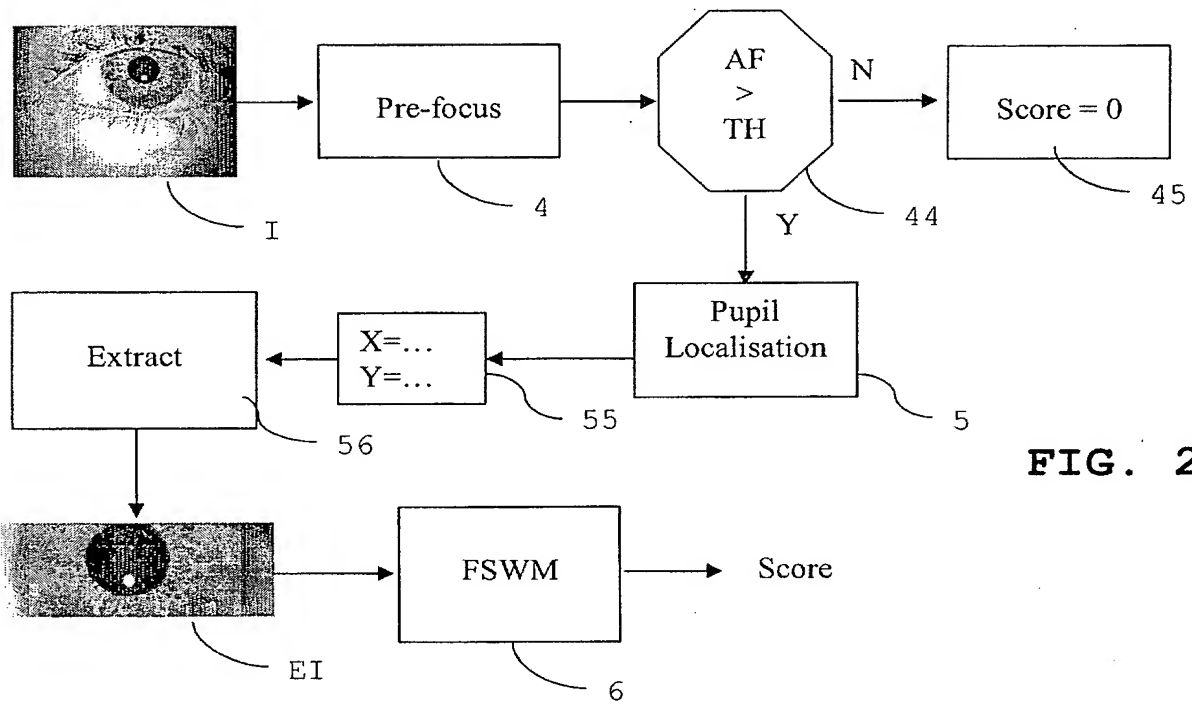 AF
>
TH
N
Pre-focus
Score = 0
4
I
44
45
Y
Pupil
Localisation
X=...
Y=...
Extract
56
55
5
FIG. 2
FSWM
Score
EI
6